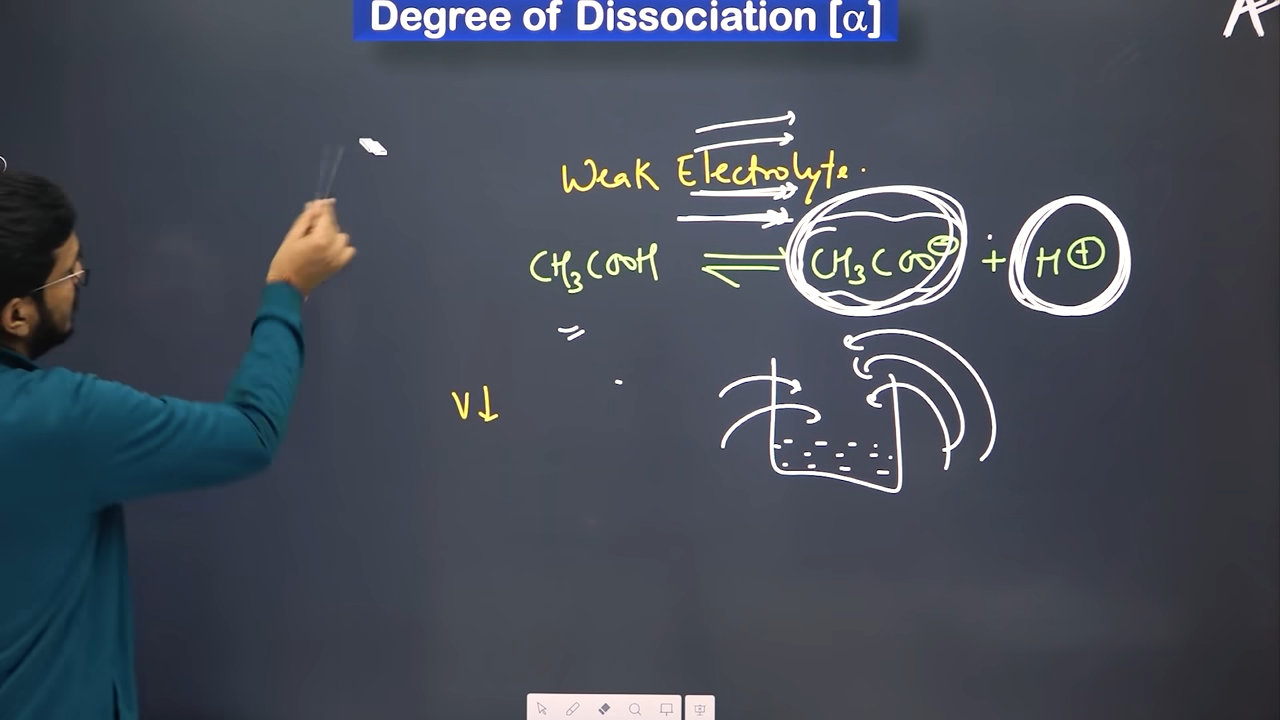 Degree of Dissociation [α]
Weak Electrolyte.
CH₃COOH ⇌ CH₃COO⊖ + H⊕
V↓